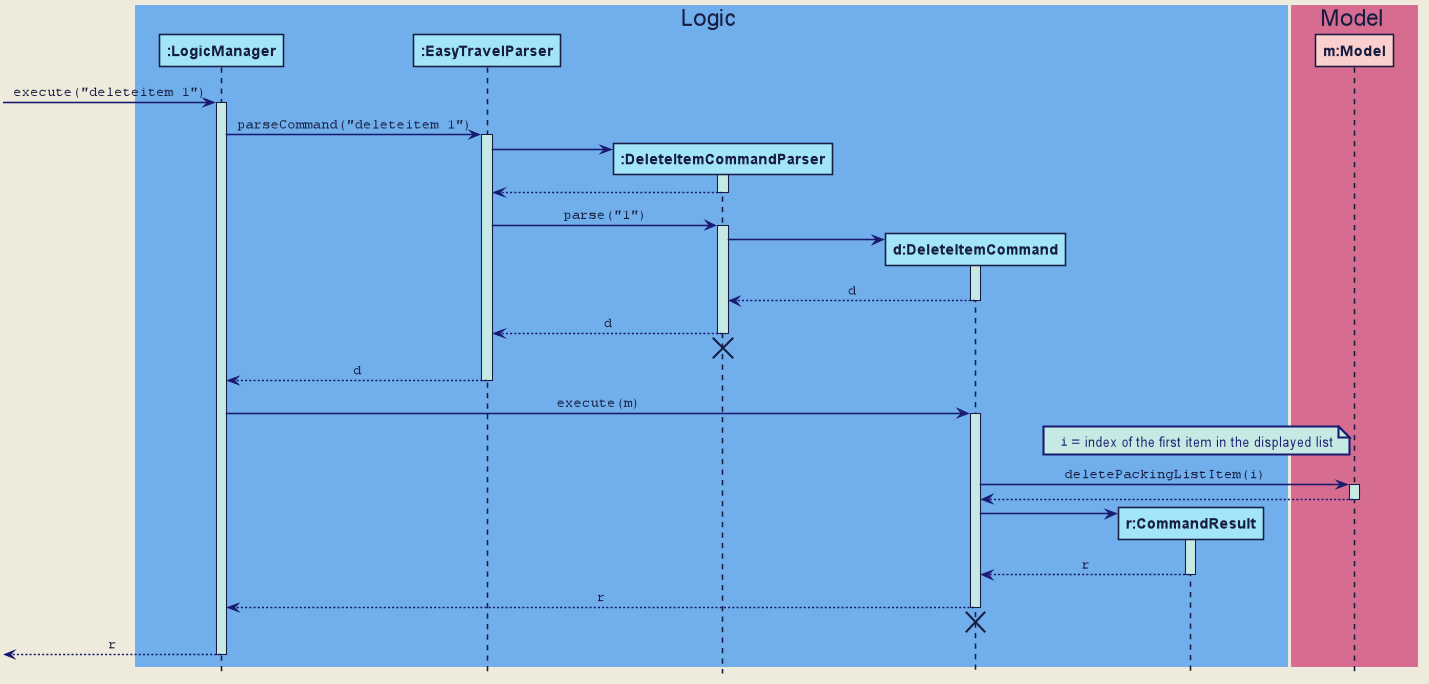 Logic
Model
:LogicManager
:EasyTravelParser
m:Model
execute("deleteitem 1")
parseCommand("deleteitem 1")
:DeleteItemCommandParser
parse("1")
d:DeleteItemCommand
d
d
d
execute(m)
i = index of the first item in the displayed list
deletePackingListItem(i)
r:CommandResult
r
r
r